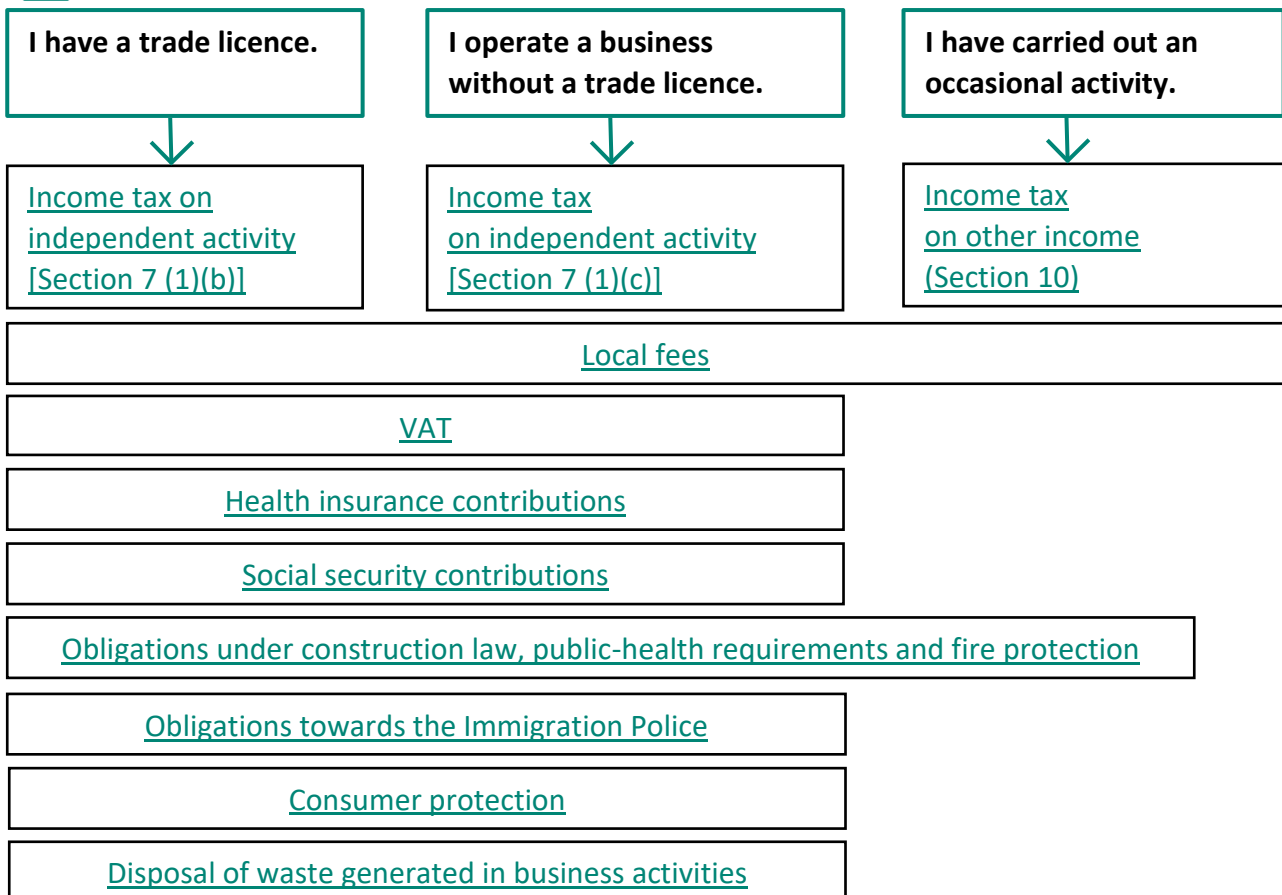 I have a trade licence.
I operate a business
without a trade licence.
I have carried out an
occasional activity.
Income tax on
independent activity
[Section 7 (1)(b)]
Income tax
on independent activity
[Section 7 (1)(c)]
Income tax
on other income
(Section 10)
Local fees
VAT
Health insurance contributions
Social security contributions
Obligations under construction law, public-health requirements and fire protection
Obligations towards the Immigration Police
Consumer protection
Disposal of waste generated in business activities